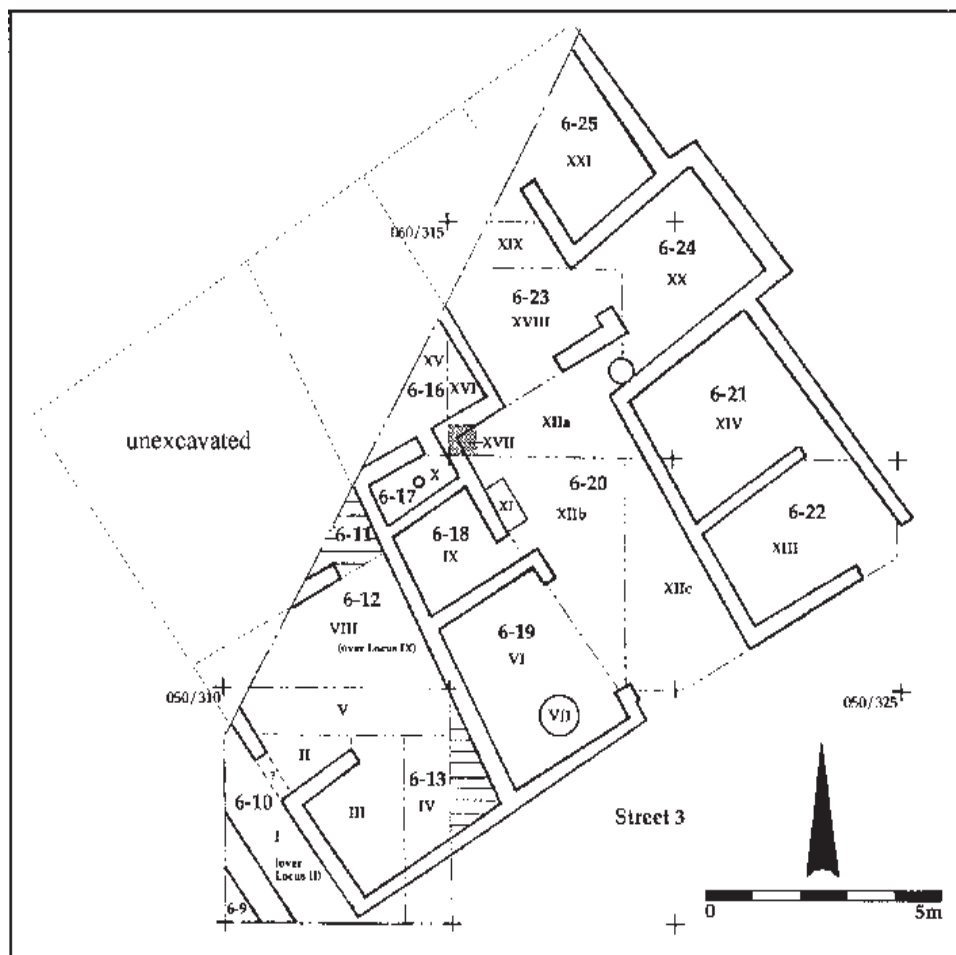 6-25
XXI
060/315
XIX
6-24
XX
6-23
XVIII
XV
6-16
XVI
6-21
XIV
XIIa
unexcavated
XVII
6-20
X
6-17
XI
XIIb
6-22
6-11
6-18
IX
XIII
6-12
VIII
(over Locus IX)
XIIc
6-19
VI
050/310
050/325
V
VII
II
?
6-13
6-10
IV
III
Street 3
I
(over
Locus II)
6-9
0
5m